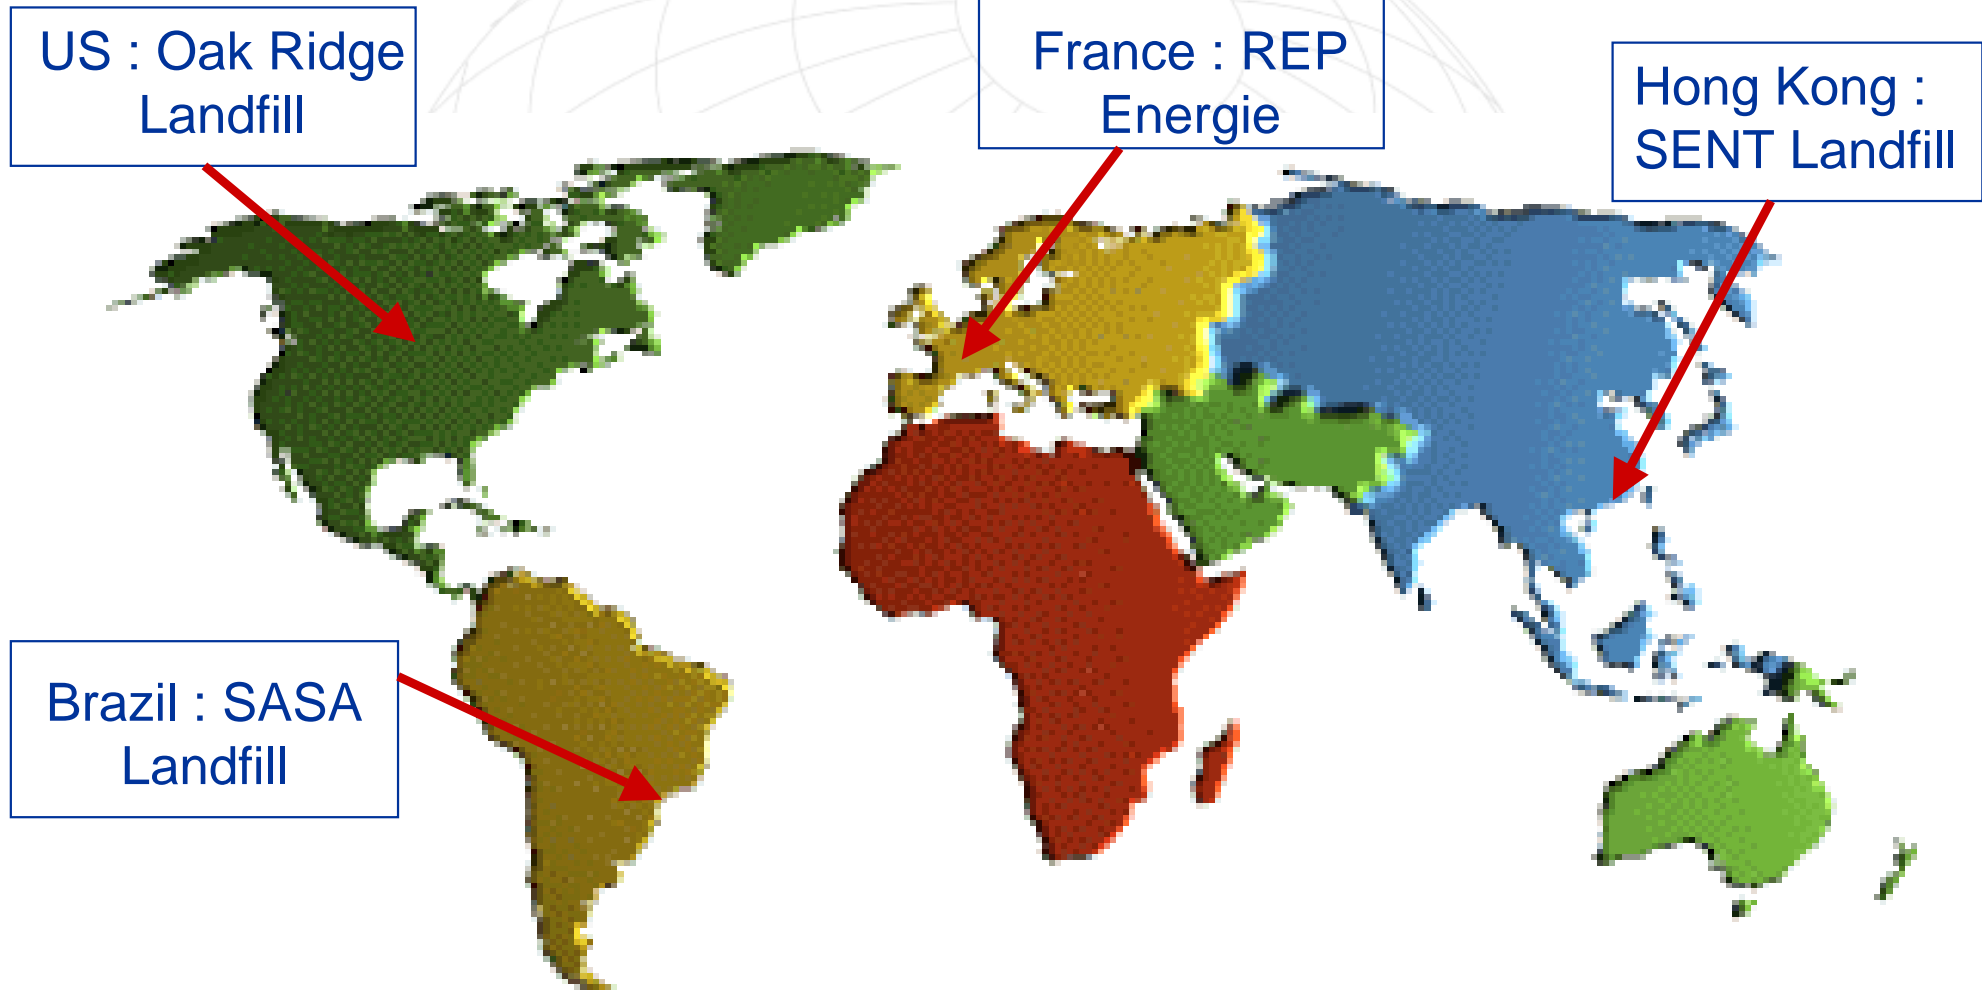 US : Oak Ridge
Landfill
France : REP
Energie
Hong Kong :
SENT Landfill
Brazil : SASA
Landfill